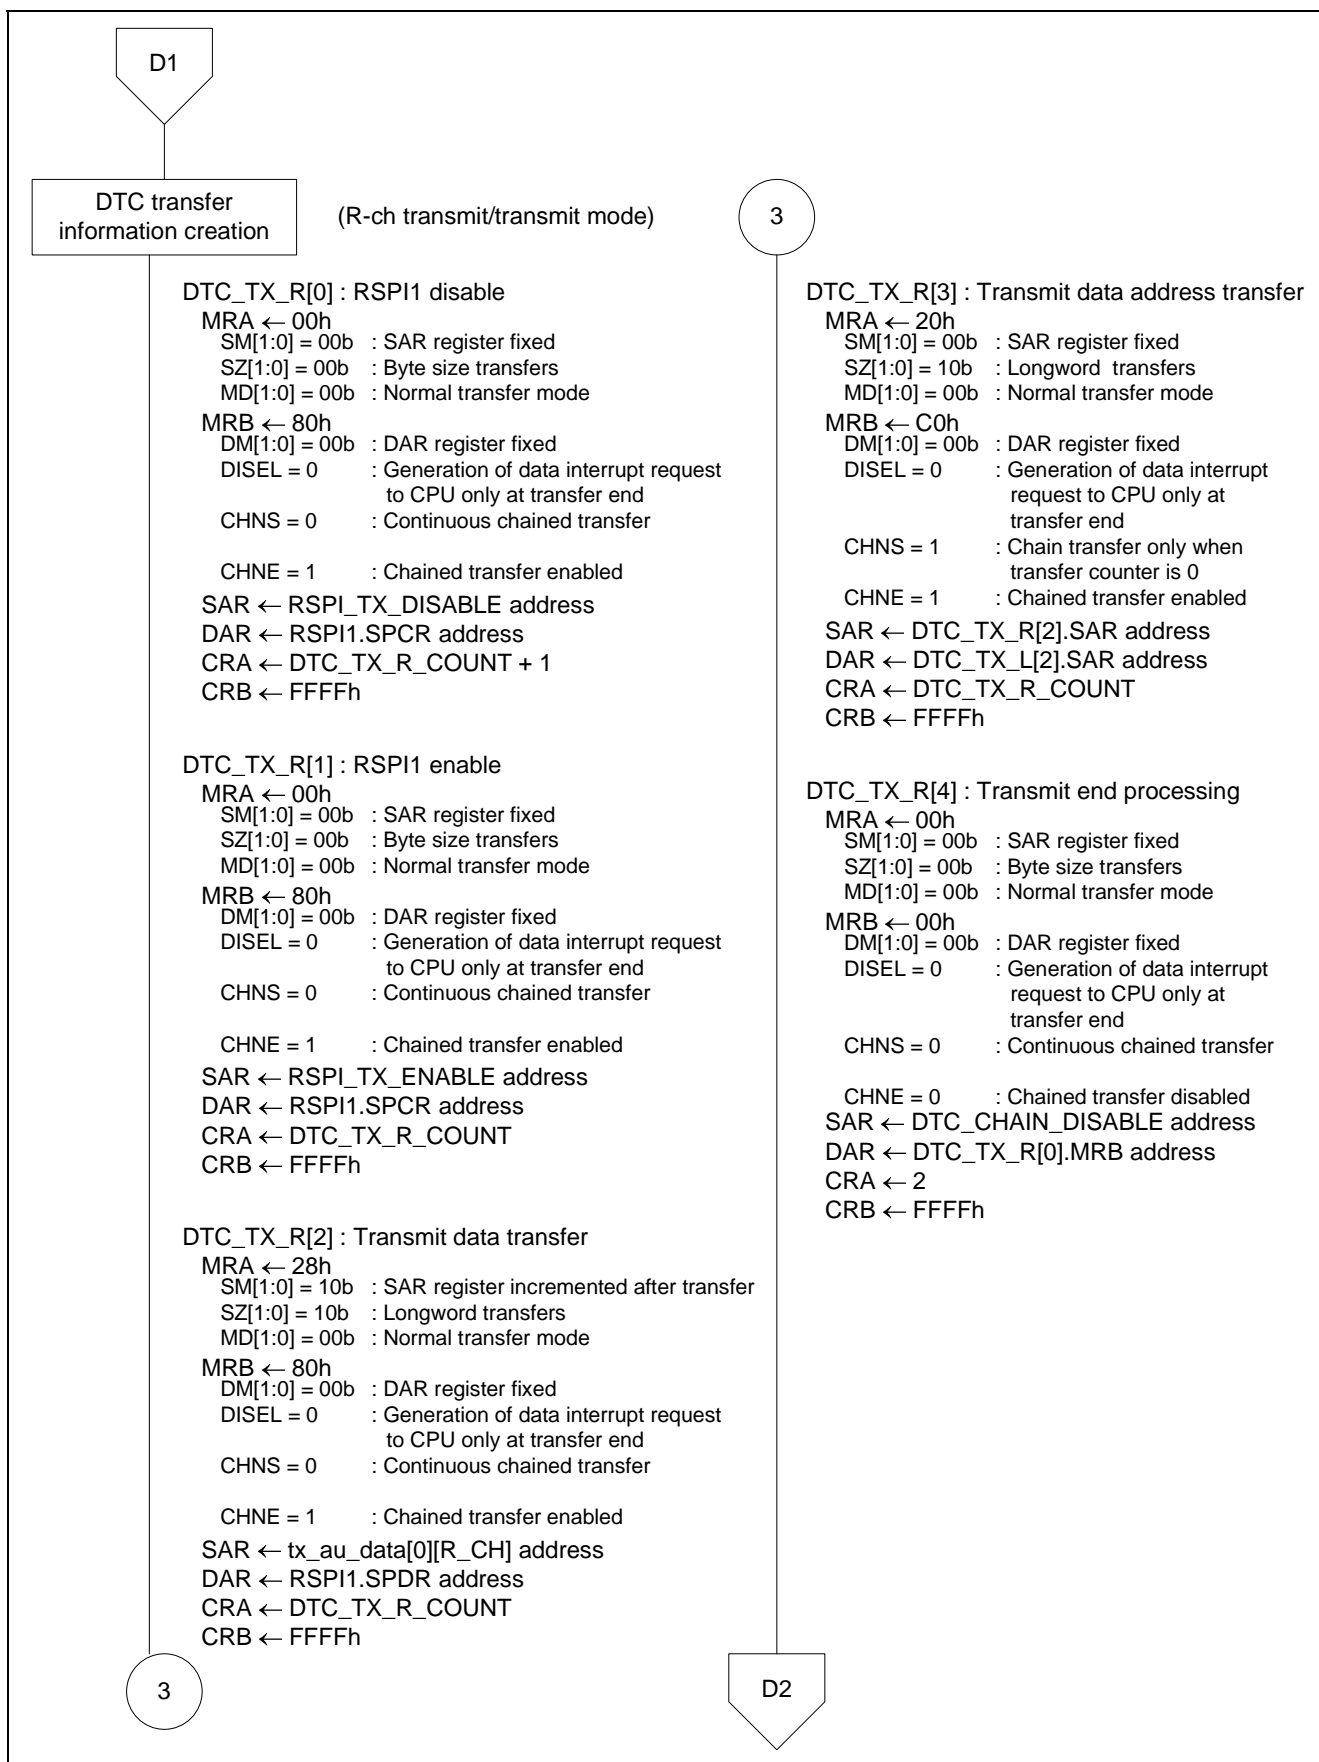 D1
DTC transfer
information creation
(R-ch transmit/transmit mode)
DTC_TX_R[0] : RSPI1 disable
MRA ← 00h
SM[1:0] = 00b : SAR register fixed
SZ[1:0] = 00b : Byte size transfers
MD[1:0] = 00b : Normal transfer mode
MRB ← 80h
DM[1:0] = 00b : DAR register fixed
DISEL = 0 : Generation of data interrupt request
to CPU only at transfer end
CHNS = 0 : Continuous chained transfer
CHNE = 1 : Chained transfer enabled
SAR ← RSPI_TX_DISABLE address
DAR ← RSPI1.SPCR address
CRA ← DTC_TX_R_COUNT + 1
CRB ← FFFFh
DTC_TX_R[1] : RSPI1 enable
MRA ← 00h
SM[1:0] = 00b : SAR register fixed
SZ[1:0] = 00b : Byte size transfers
MD[1:0] = 00b : Normal transfer mode
MRB ← 80h
DM[1:0] = 00b : DAR register fixed
DISEL = 0 : Generation of data interrupt request
to CPU only at transfer end
CHNS = 0 : Continuous chained transfer
CHNE = 1 : Chained transfer enabled
SAR ← RSPI_TX_ENABLE address
DAR ← RSPI1.SPCR address
CRA ← DTC_TX_R_COUNT
CRB ← FFFFh
DTC_TX_R[2] : Transmit data transfer
MRA ← 28h
SM[1:0] = 10b : SAR register incremented after transfer
SZ[1:0] = 10b : Longword transfers
MD[1:0] = 00b : Normal transfer mode
MRB ← 80h
DM[1:0] = 00b : DAR register fixed
DISEL = 0 : Generation of data interrupt request
to CPU only at transfer end
CHNS = 0 : Continuous chained transfer
CHNE = 1 : Chained transfer enabled
SAR ← tx_au_data[0][R_CH] address
DAR ← RSPI1.SPDR address
CRA ← DTC_TX_R_COUNT
CRB ← FFFFh
3
3
DTC_TX_R[3] : Transmit data address transfer
MRA ← 20h
SM[1:0] = 00b : SAR register fixed
SZ[1:0] = 10b : Longword transfers
MD[1:0] = 00b : Normal transfer mode
MRB ← C0h
DM[1:0] = 00b : DAR register fixed
DISEL = 0 : Generation of data interrupt
request to CPU only at
transfer end
CHNS = 1 : Chain transfer only when
transfer counter is 0
CHNE = 1 : Chained transfer enabled
SAR ← DTC_TX_R[2].SAR address
DAR ← DTC_TX_L[2].SAR address
CRA ← DTC_TX_R_COUNT
CRB ← FFFFh
DTC_TX_R[4] : Transmit end processing
MRA ← 00h
SM[1:0] = 00b : SAR register fixed
SZ[1:0] = 00b : Byte size transfers
MD[1:0] = 00b : Normal transfer mode
MRB ← 00h
DM[1:0] = 00b : DAR register fixed
DISEL = 0 : Generation of data interrupt
request to CPU only at
transfer end
CHNS = 0 : Continuous chained transfer
CHNE = 0 : Chained transfer disabled
SAR ← DTC_CHAIN_DISABLE address
DAR ← DTC_TX_R[0].MRB address
CRA ← 2
CRB ← FFFFh
D2